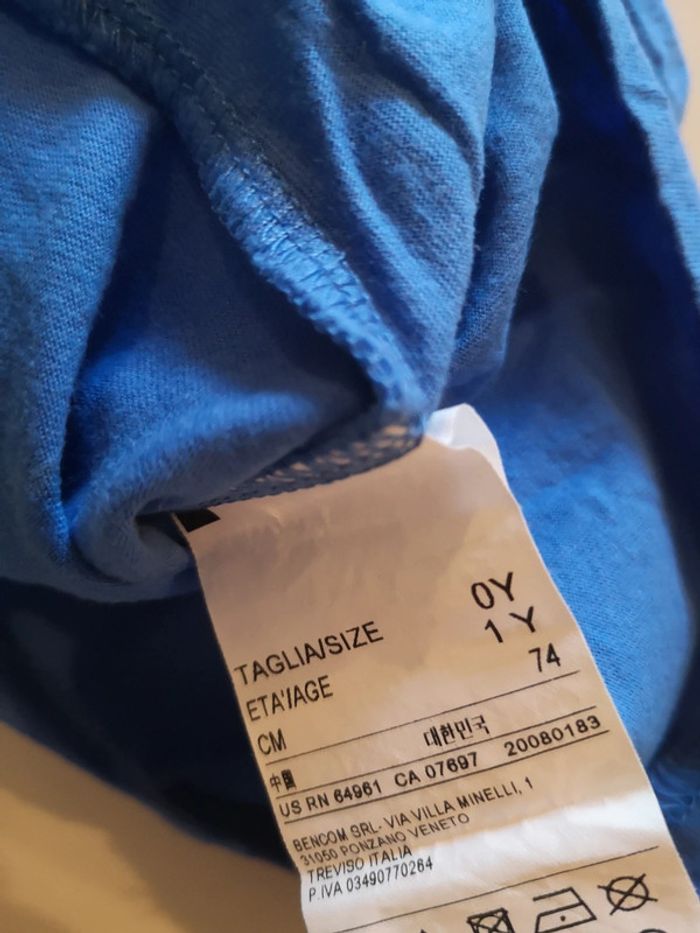 TAGLIA/SIZE 0Y
ETA'/AGE 1 Y
CM 74
中国 대한민국
US RN 64961 CA 07697 20080183
BENCOM SRL- VIA VILLA MINELLI, 1
31050 PONZANO VENETO
TREVISO ITALIA
P.IVA 03490770264